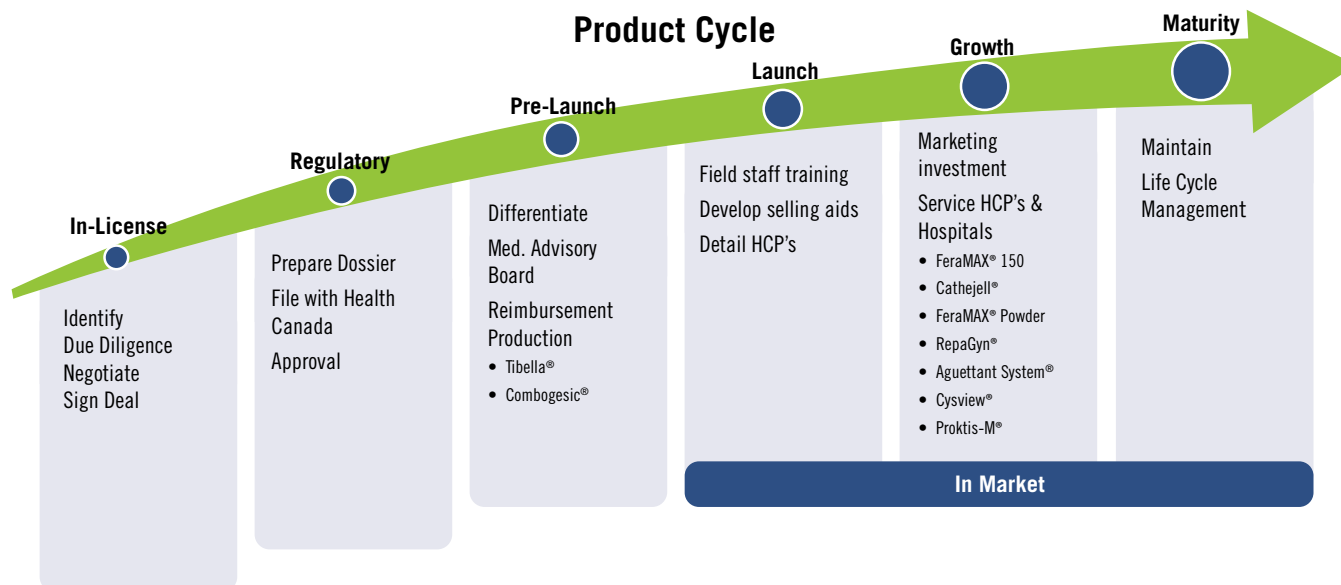 Product Cycle
In-License
Identify
Due Diligence
Negotiate
Sign Deal
Regulatory
Prepare Dossier
File with Health
Canada
Approval
Pre-Launch
Differentiate
Med. Advisory
Board
Reimbursement
Production
• Tibella®
• Combogesic®
Launch
Field staff training
Develop selling aids
Detail HCP's
Growth
Marketing
investment
Service HCP's &
Hospitals
• FeraMAX® 150
• Cathejell®
• FeraMAX® Powder
• RepaGyn®
• Aguettant System®
• Cysview®
• Proktis-M®
Maturity
Maintain
Life Cycle
Management
In Market